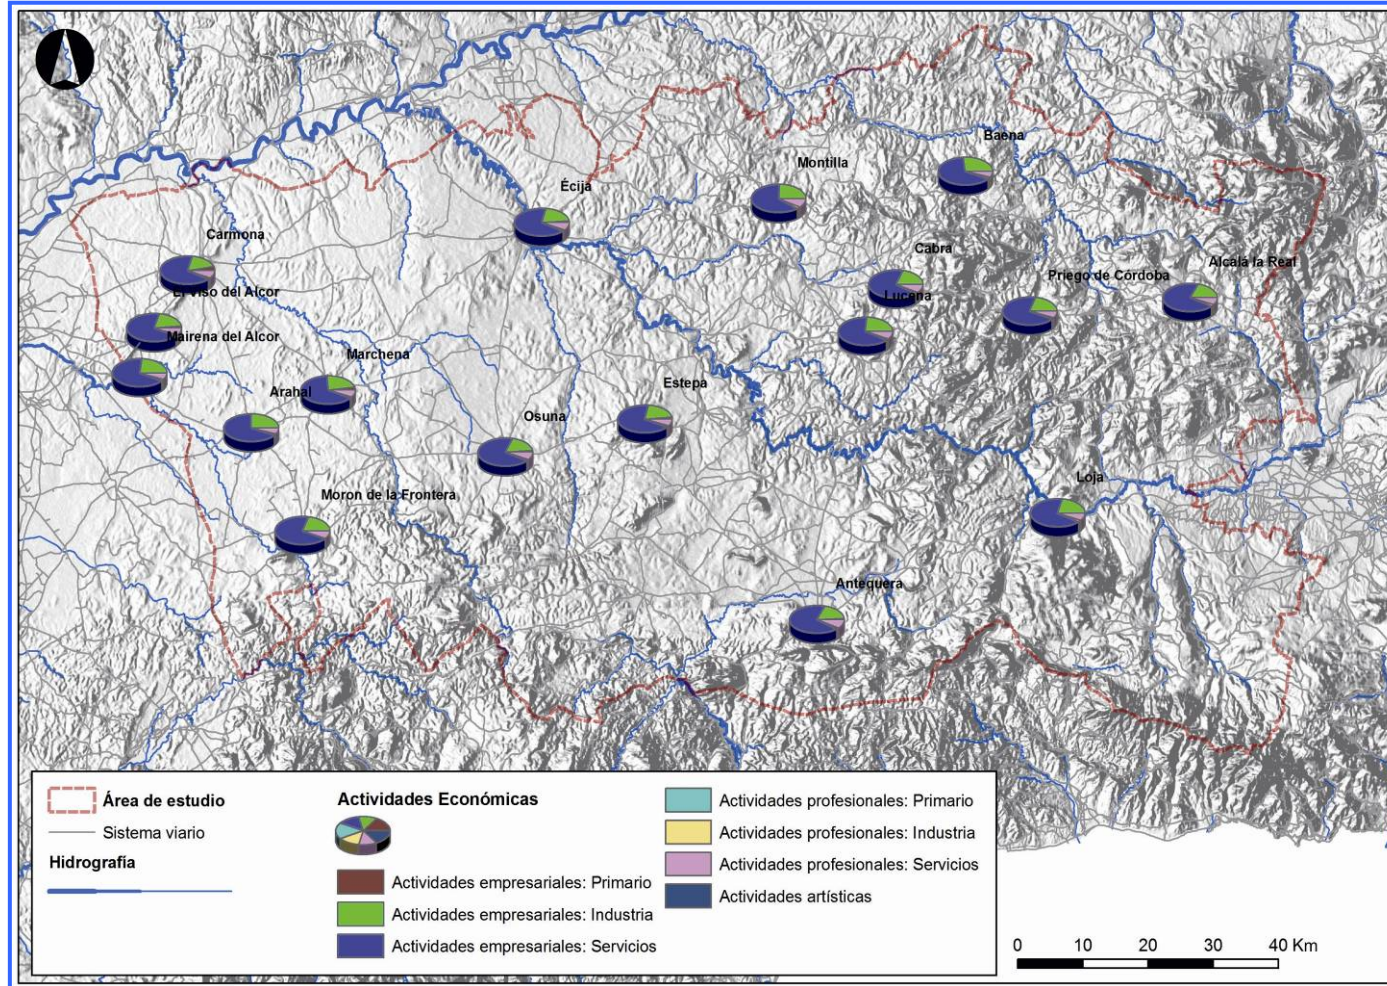 Baena
Montilla
Écija
Carmona
Cabra
Alcalá la Real
Priego de Córdoba
El Viso del Alcor
Lucena
Mairena del Alcor
Marchena
Estepa
Arahal
Osuna
Loja
Moron de la Frontera
Antequera
Área de estudio
Sistema viario
Hidrografía
Actividades Económicas
Actividades empresariales: Primario
Actividades empresariales: Industria
Actividades empresariales: Servicios
Actividades profesionales: Primario
Actividades profesionales: Industria
Actividades profesionales: Servicios
Actividades artísticas
0 10 20 30 40 Km